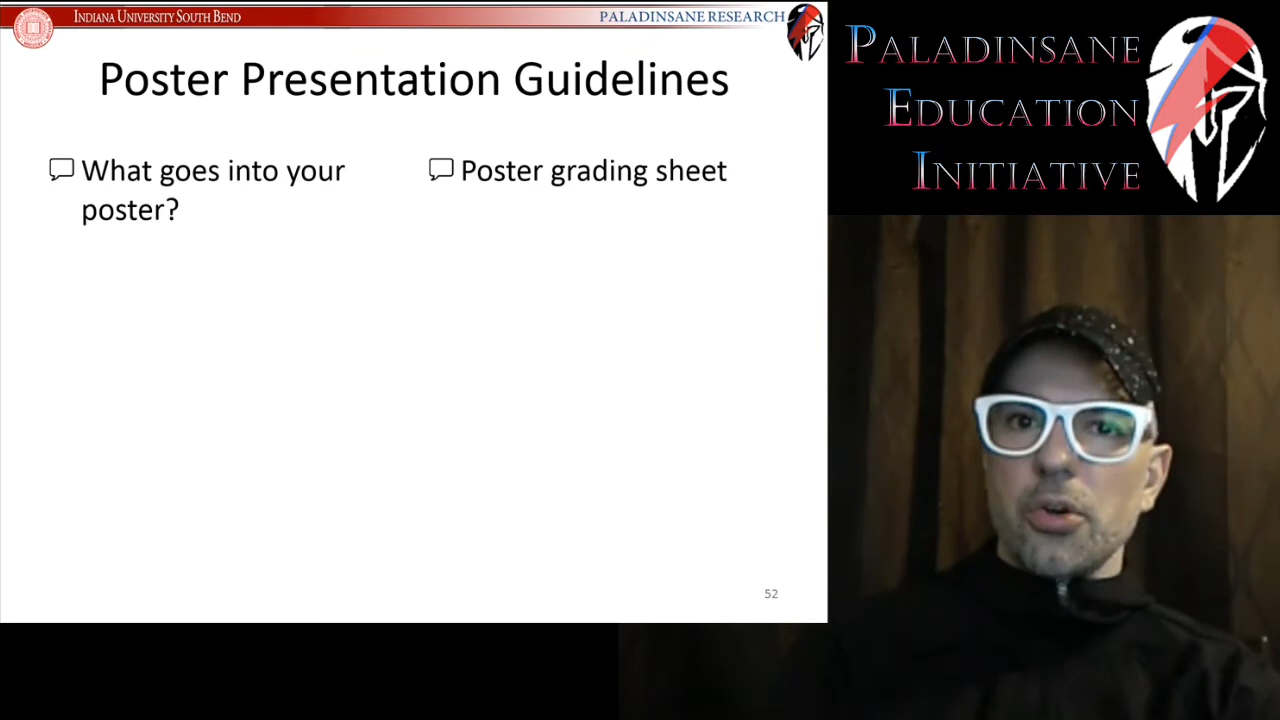 INDIANA UNIVERSITY SOUTH BEND
PALADINSANE RESEARCH
Poster Presentation Guidelines
What goes into your
poster?
Poster grading sheet
52
PALADINSANE
EDUCATION
INITIATIVE